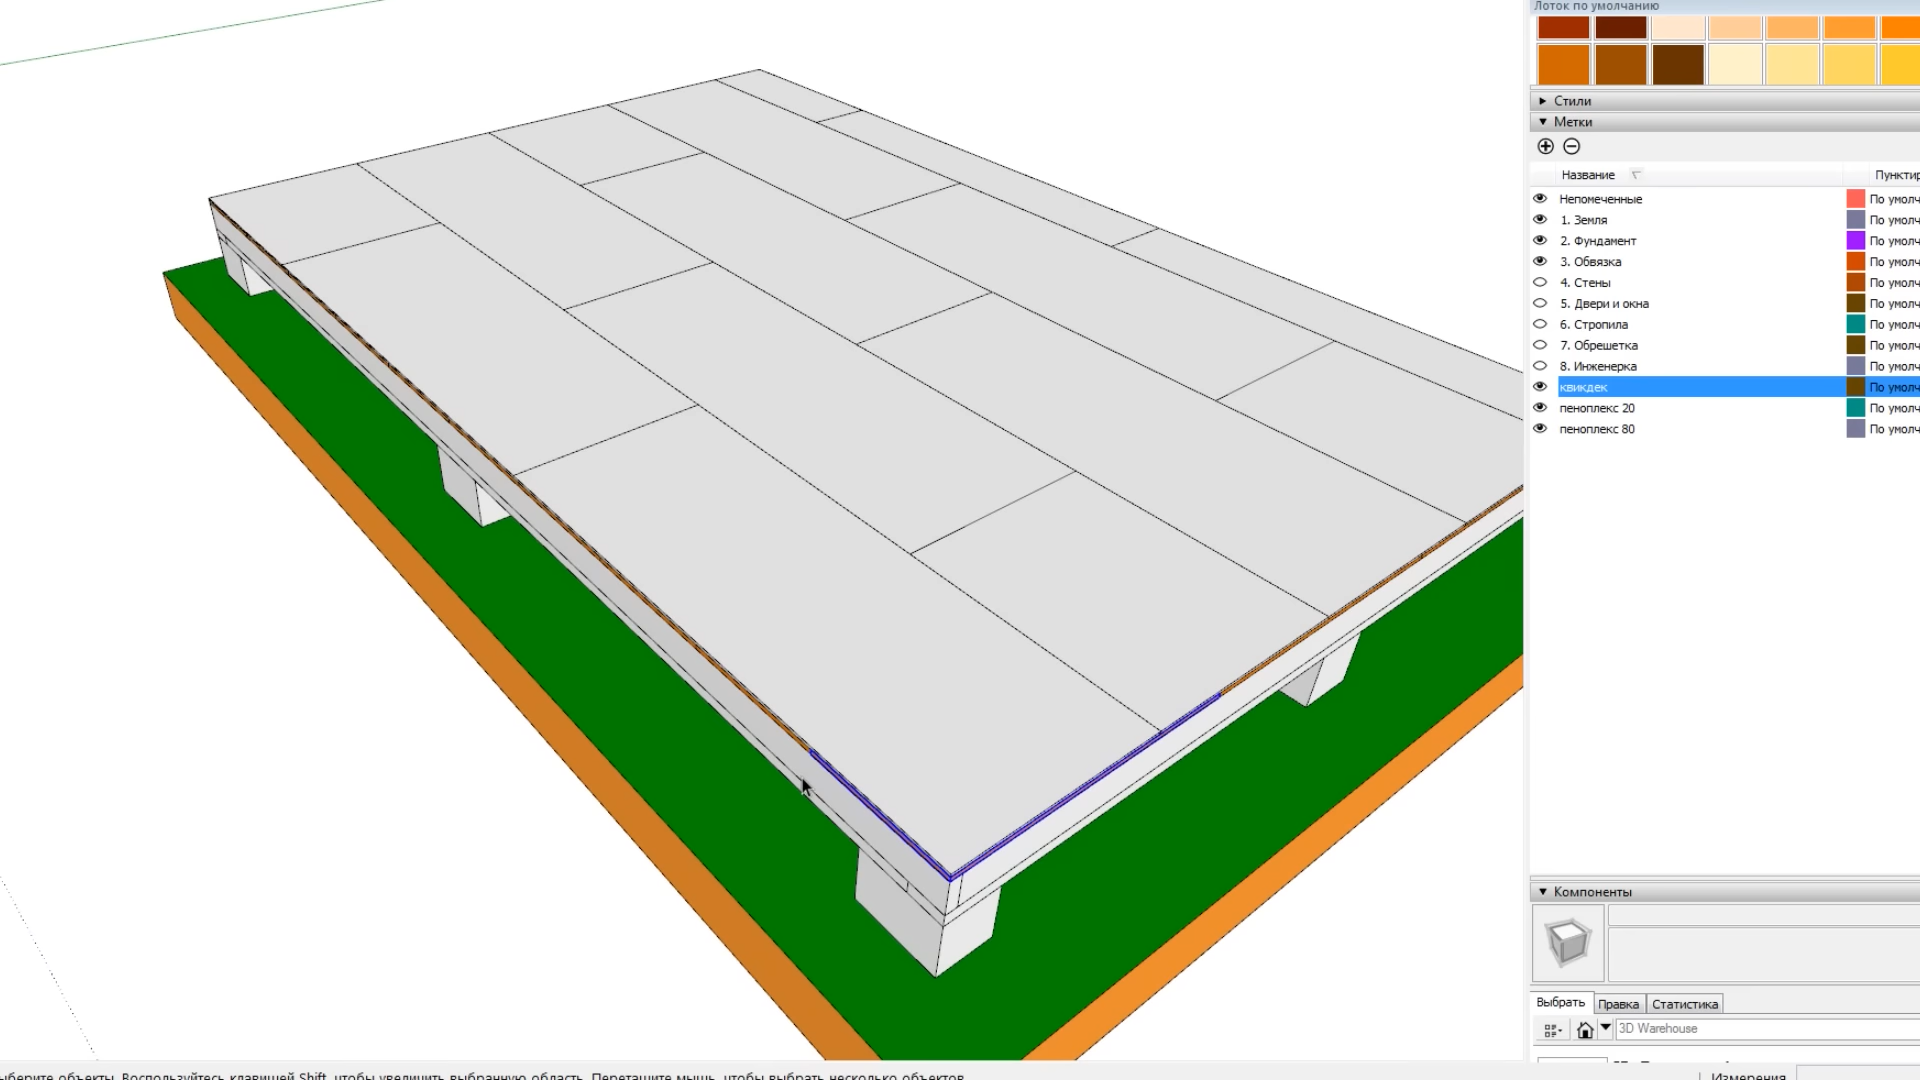 Лоток по умолчанию
Стили
Метки
Название
Пунктир
Непомеченные
По умолч
1. Земля
По умолч
2. Фундамент
По умолч
3. Обвязка
По умолч
4. Стены
По умолч
5. Двери и окна
По умолч
6. Стропила
По умолч
7. Обрешетка
По умолч
8. Инженерка
По умолч
квикдек
По умолч
пеноплекс 20
По умолч
пеноплекс 80
По умолч
Компоненты
Выбрать
Правка
Статистика
3D Warehouse
ыберите объекты. Воспользуйтесь клавишей Shift, чтобы увеличить выбранную область. Перетащите мышь, чтобы выбрать несколько объектов.
Измерения